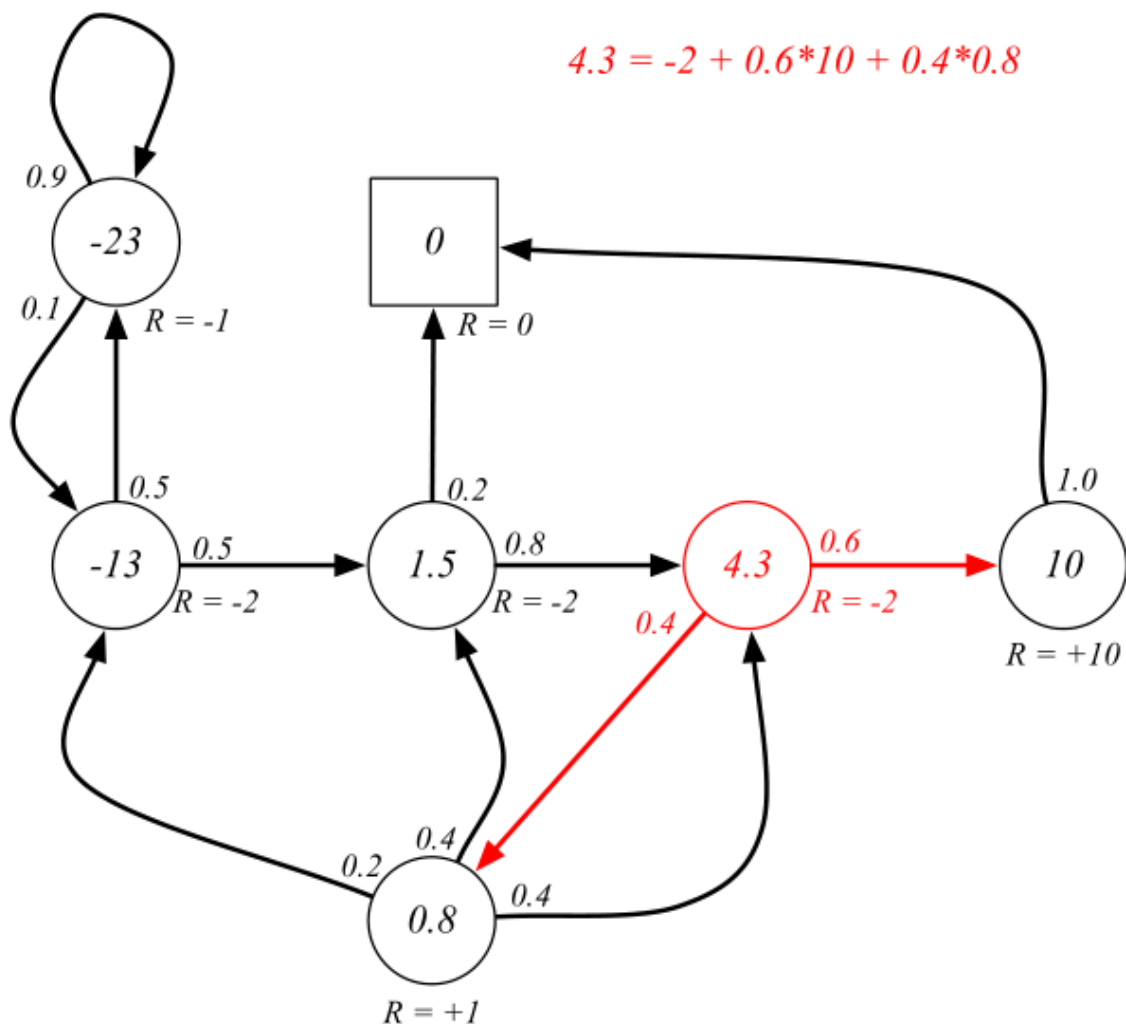 4.3 = -2 + 0.6*10 + 0.4*0.8
0.9
-23
0
0.1
R = -1
R = 0
0.5
0.2
1.0
-13
0.5
1.5
0.8
4.3
0.6
10
R = -2
R = -2
0.4
R = -2
R = +10
0.4
0.2
0.4
0.8
R = +1